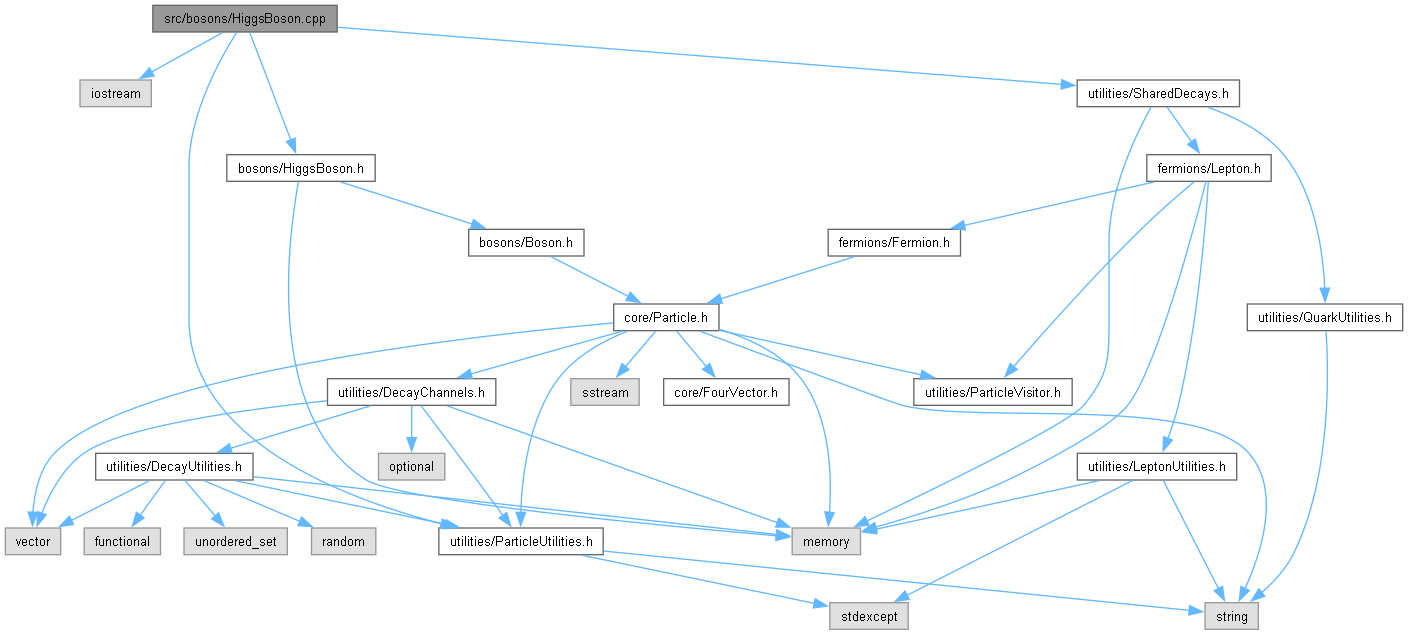 src/bosons/HiggsBoson.cpp
iostream
utilities/SharedDecays.h
bosons/HiggsBoson.h
fermions/Lepton.h
bosons/Boson.h
fermions/Fermion.h
core/Particle.h
utilities/QuarkUtilities.h
utilities/DecayChannels.h
sstream
core/FourVector.h
utilities/ParticleVisitor.h
utilities/DecayUtilities.h
optional
utilities/LeptonUtilities.h
vector
functional
unordered_set
random
utilities/ParticleUtilities.h
memory
stdexcept
string